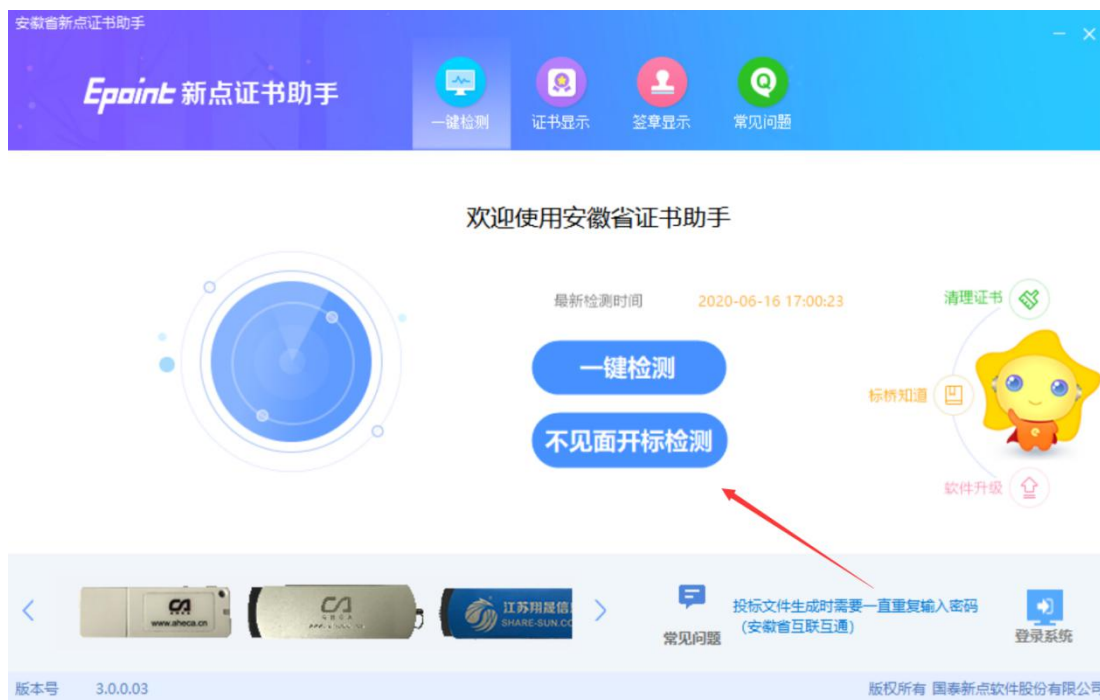 安徽省新点证书助手
Epoint 新点证书助手
一键检测
证书显示
签章显示
常见问题
欢迎使用安徽省证书助手
最新检测时间 2020-06-16 17:00:23
清理证书
一键检测
标桥知道
不见面开标检测
软件升级
www.aheca.cn
江苏翔晟信
SHARE-SUN.CO
常见问题
投标文件生成时需要一直重复输入密码
（安徽省互联互通）
登录系统
版本号 3.0.0.03
版权所有 国泰新点软件股份有限公司